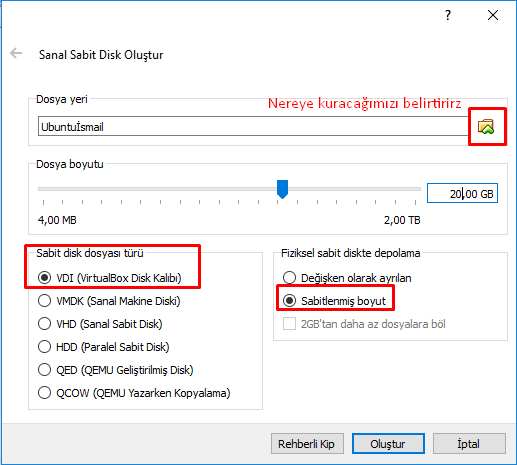 ?
Sanal Sabit Disk Oluştur
Dosya yeri
Nereye kuracağımızı belirtirirz
Ubuntuİsmail
Dosya boyutu
20,00 GB
4,00 MB 2,00 TB
Sabit disk dosyası türü
VDI (VirtualBox Disk Kalıbı)
VMDK (Sanal Makine Diski)
VHD (Sanal Sabit Disk)
HDD (Paralel Sabit Disk)
QED (QEMU Geliştirilmiş Disk)
QCOW (QEMU Yazarken Kopyalama)
Fiziksel sabit diskte depolama
Değişken olarak ayrılan
Sabitlenmiş boyut
2GB'tan daha az dosyalara böl
Rehberli Kip Oluştur İptal